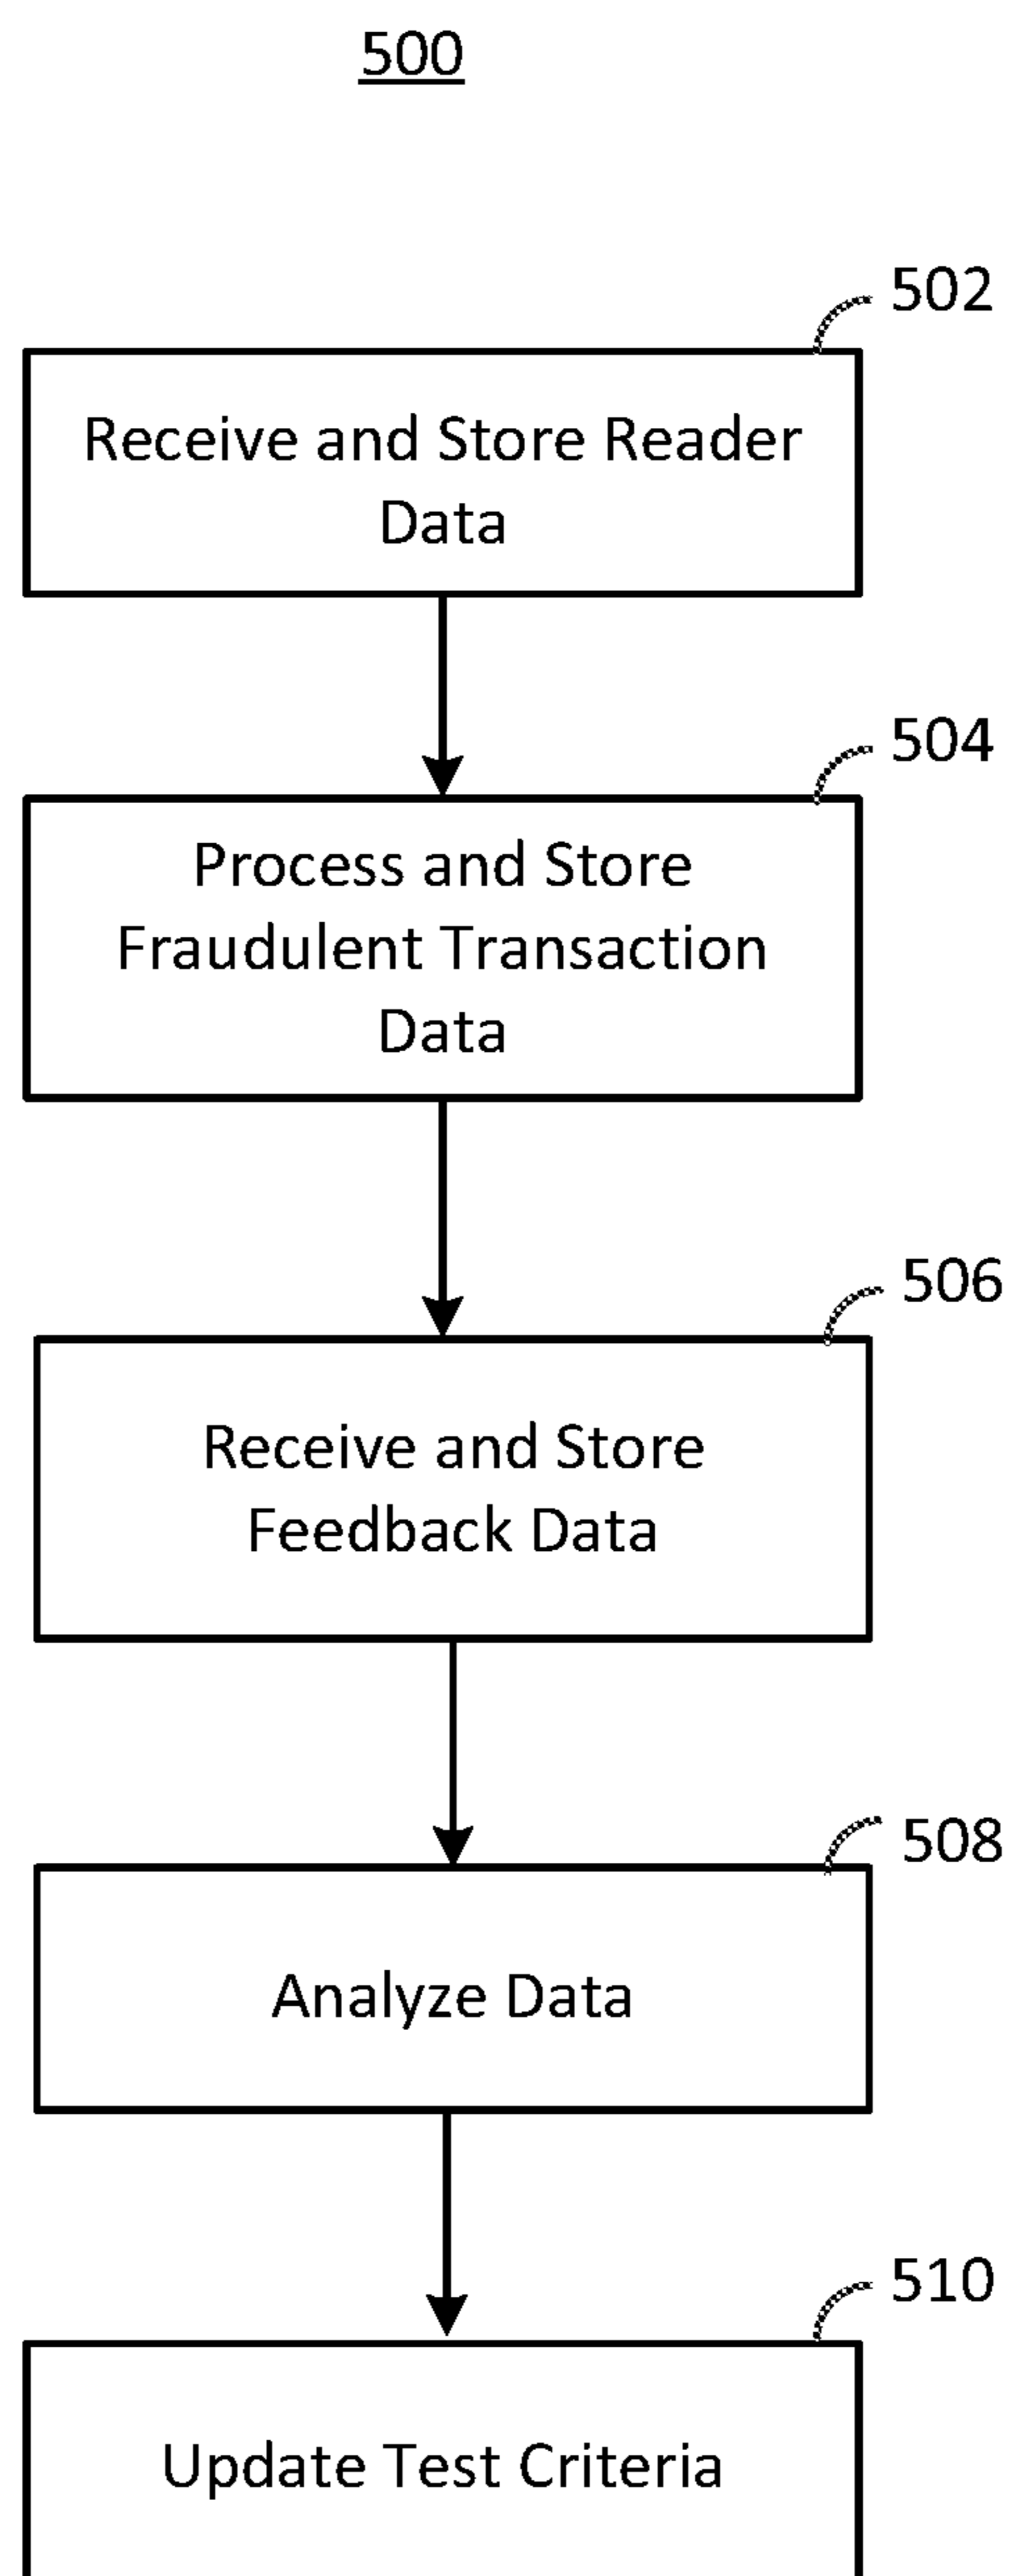 500
502
Receive and Store Reader
Data
504
Process and Store
Fraudulent Transaction
Data
506
Receive and Store
Feedback Data
508
Analyze Data
510
Update Test Criteria